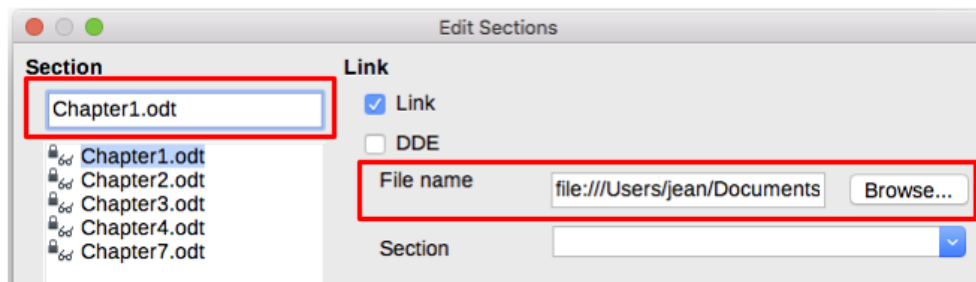 Edit Sections
Section
Chapter1.odt
Chapter1.odt
Chapter2.odt
Chapter3.odt
Chapter4.odt
Chapter7.odt
Link
Link
DDE
File name file:///Users/jean/Documents Browse...
Section